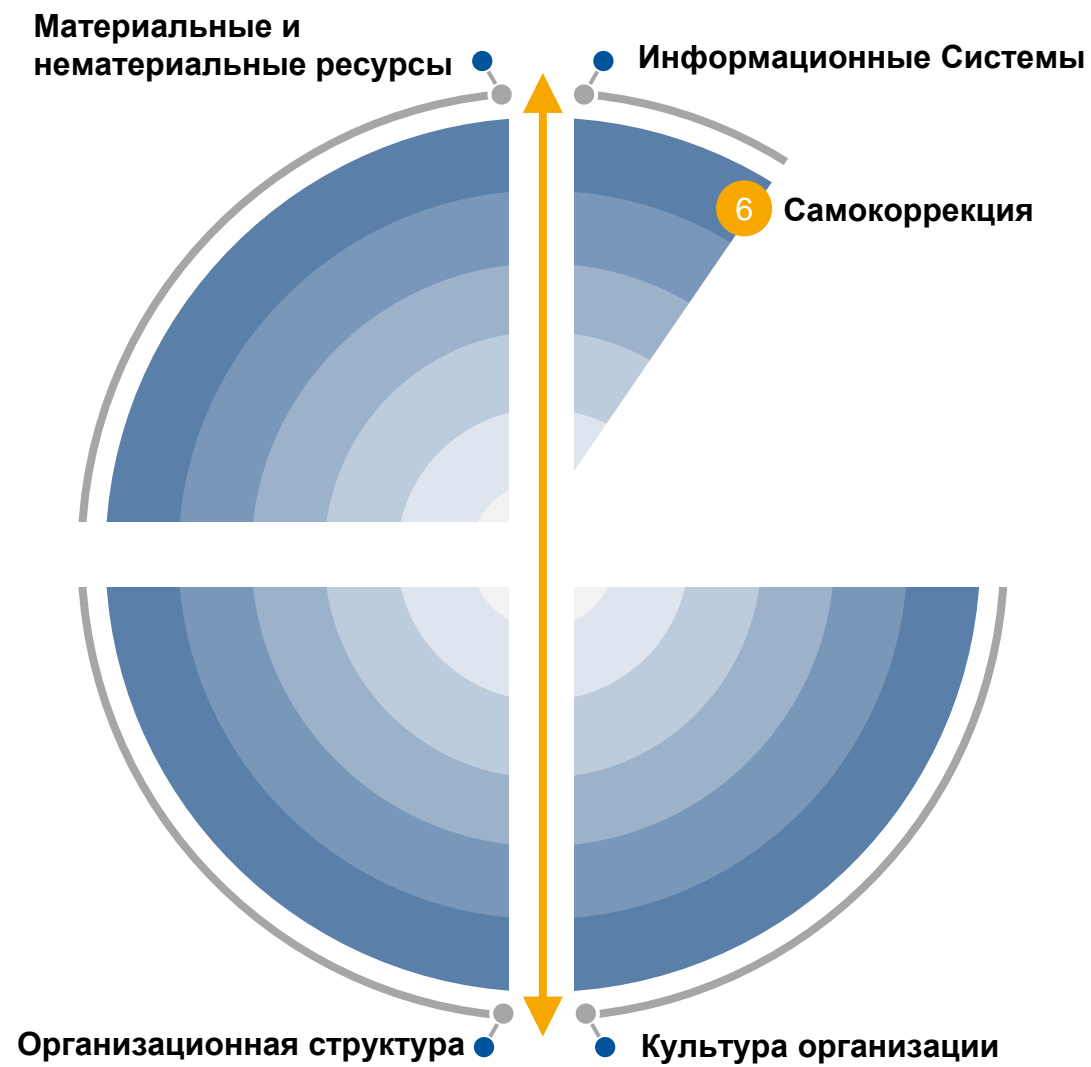 Материальные и
нематериальные ресурсы
Информационные Системы
6
Самокоррекция
Организационная структура
Культура организации